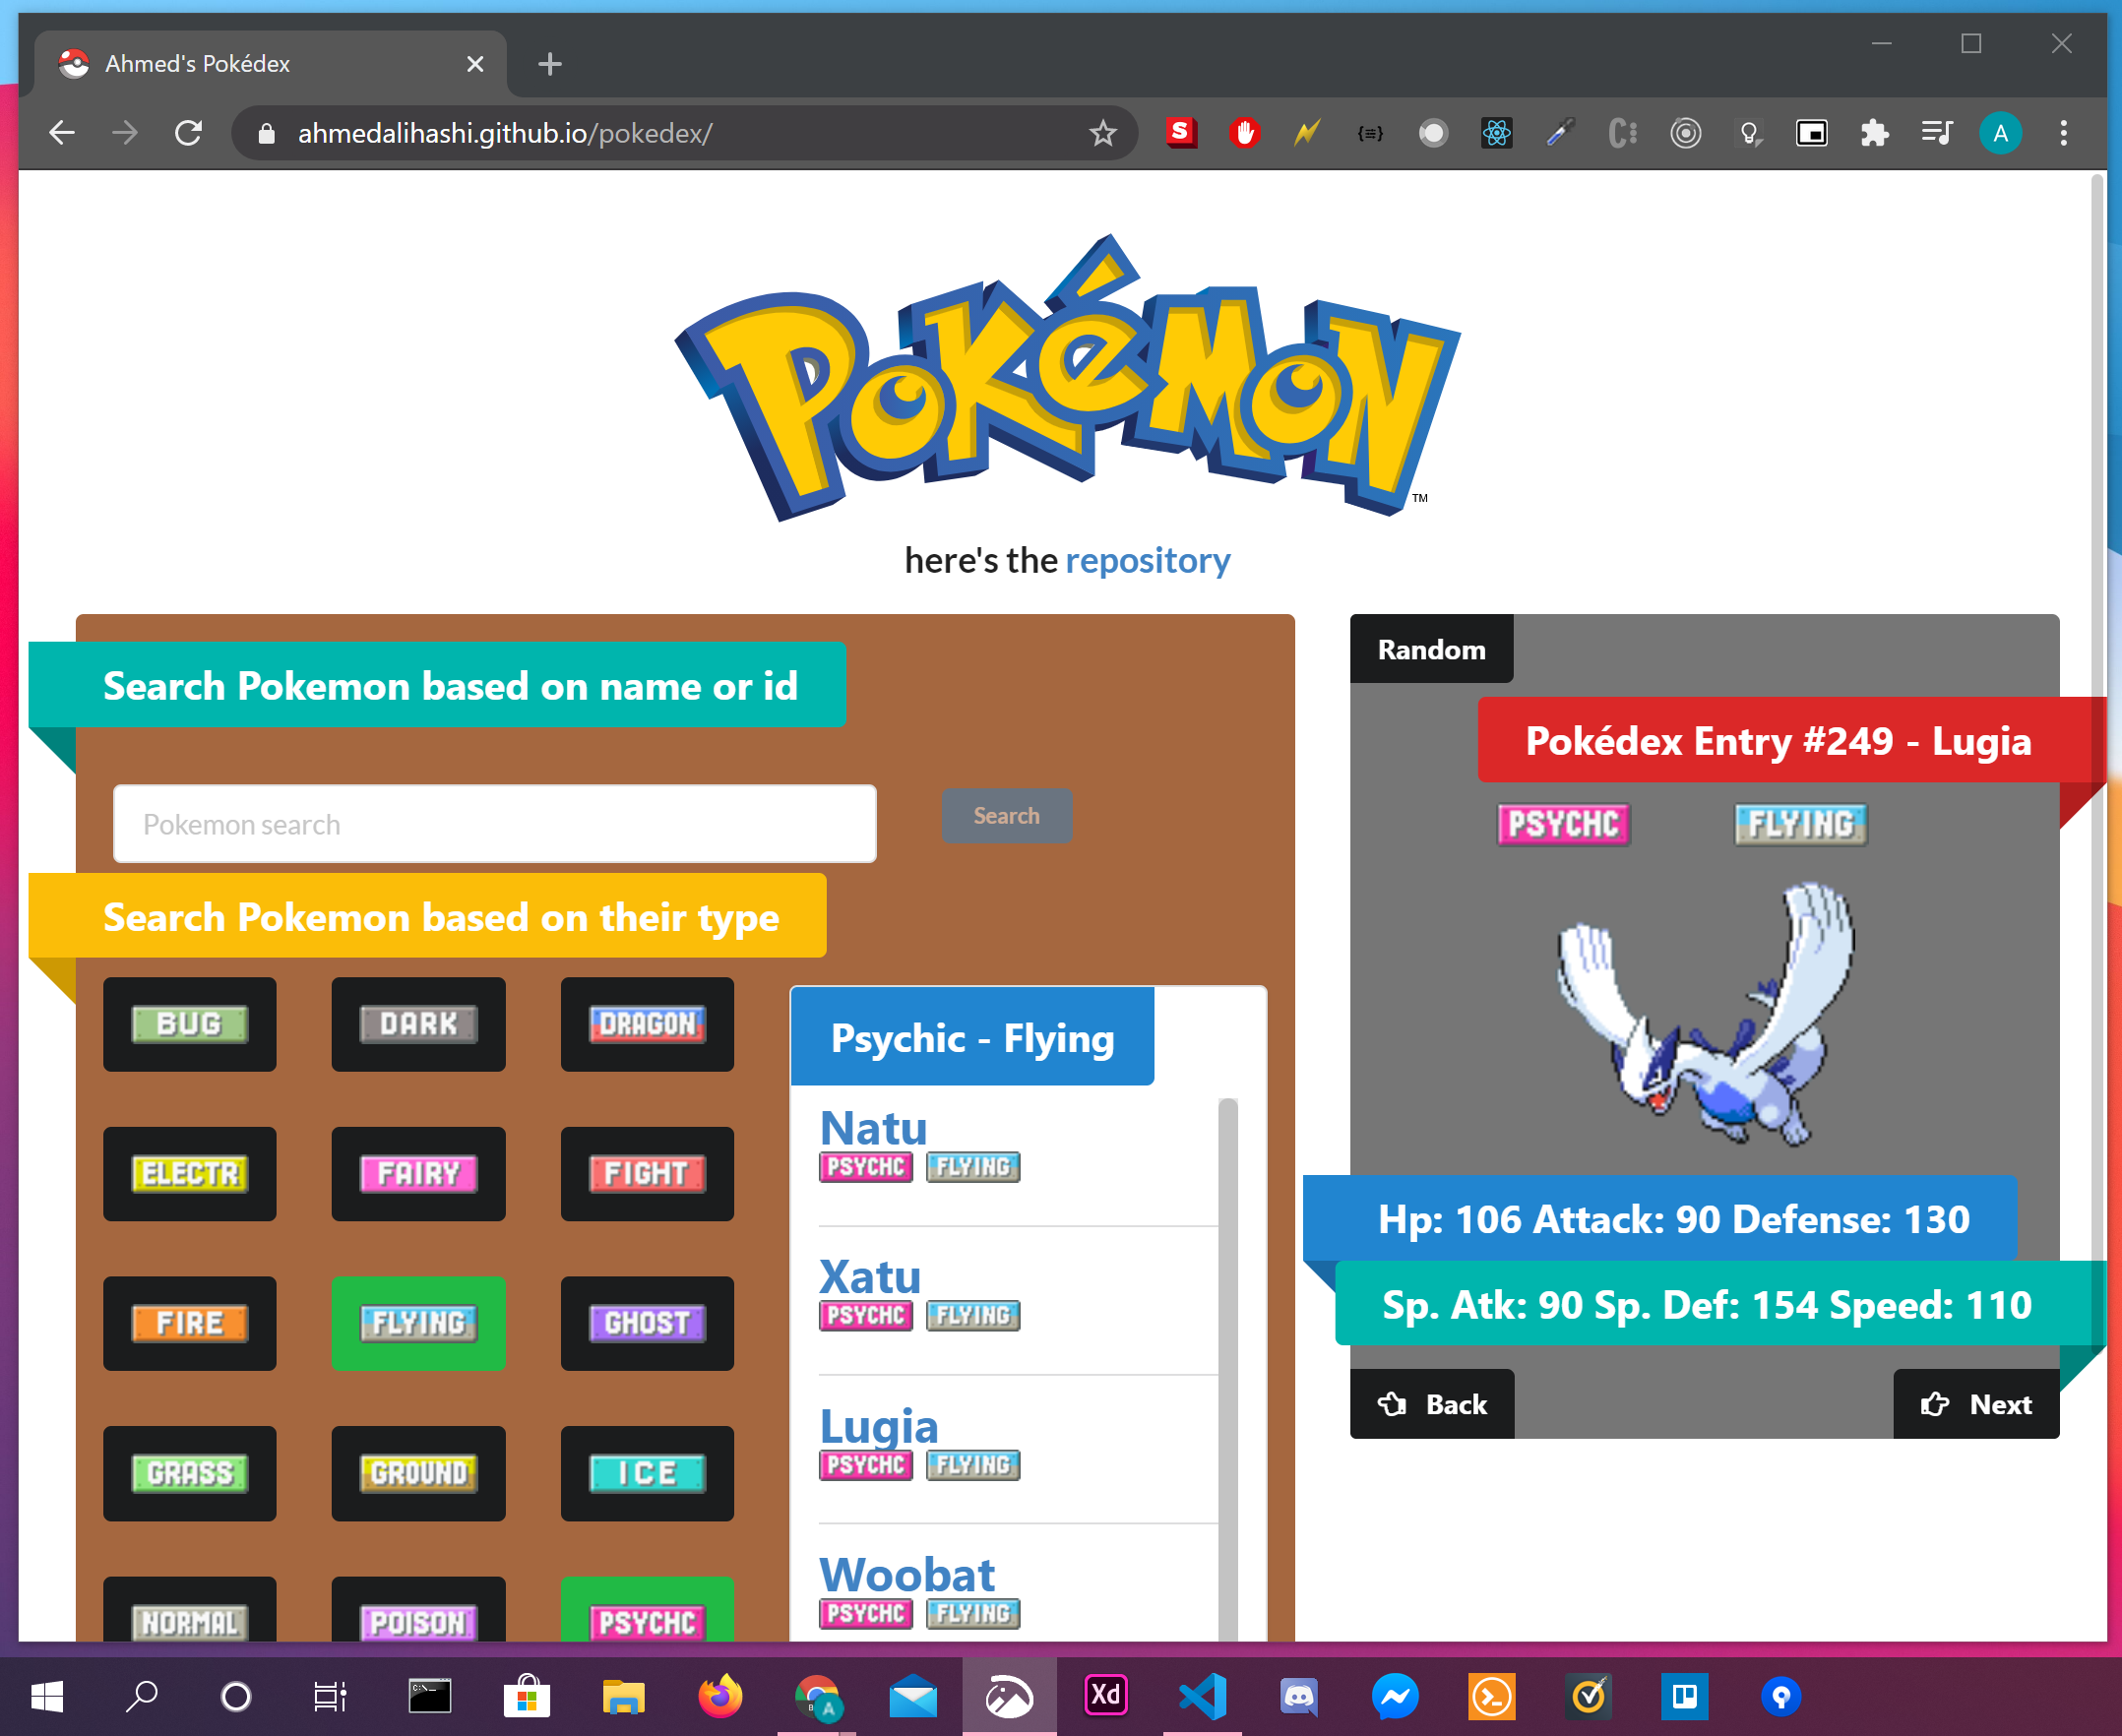 Ahmed's Pokédex
ahmedalihashi.github.io/pokedex/
S
{≡}
A
POKéMON
TM
here's the repository
Search Pokemon based on name or id
Pokemon search
Search
Search Pokemon based on their type
BUG DARK DRAGON
ELECTR FAIRY FIGHT
FIRE FLYING GHOST
GRASS GROUND ICE
NORMAL POISON PSYCHC
Psychic - Flying
Natu
PSYCHC FLYING
Xatu
PSYCHC FLYING
Lugia
PSYCHC FLYING
Woobat
PSYCHC FLYING
Random
Pokédex Entry #249 - Lugia
PSYCHC FLYING
Hp: 106 Attack: 90 Defense: 130
Sp. Atk: 90 Sp. Def: 154 Speed: 110
Back
Next
A
Xd